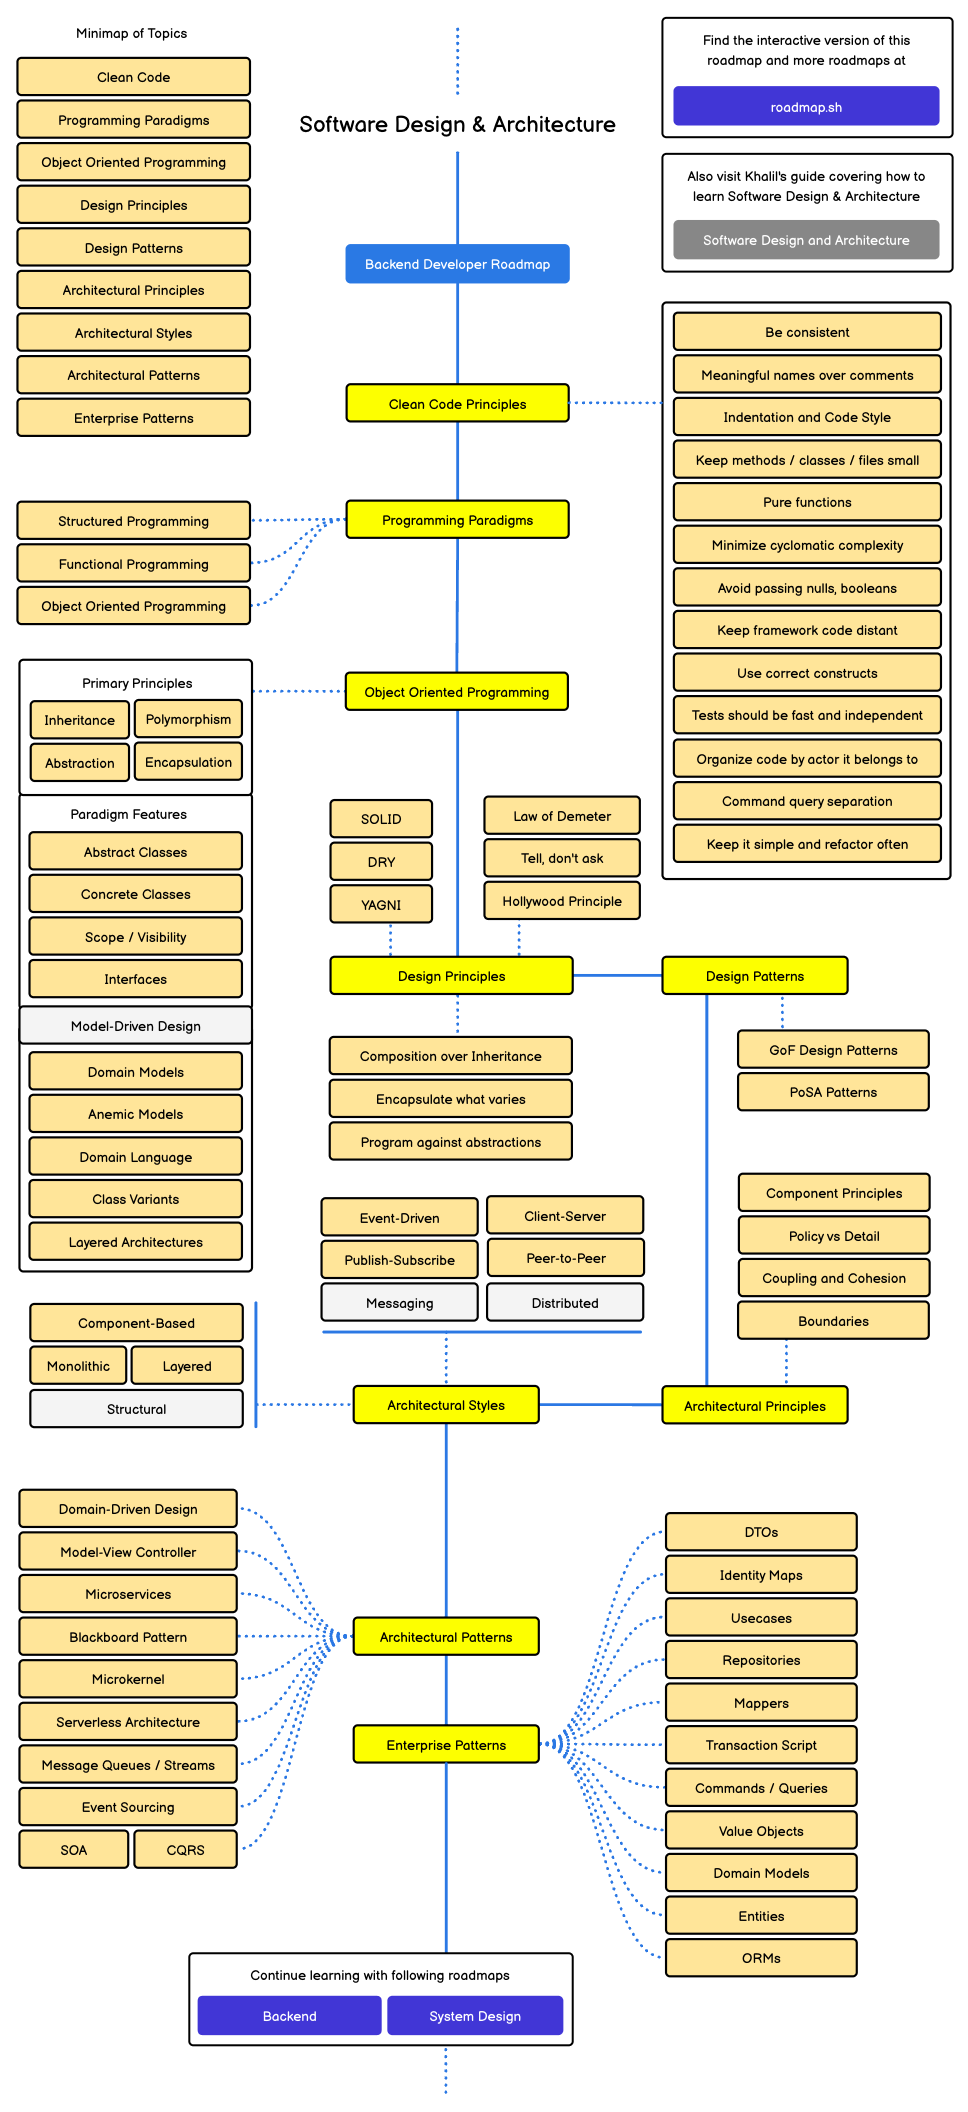 Minimap of Topics
Clean Code
Programming Paradigms
Object Oriented Programming
Design Principles
Design Patterns
Architectural Principles
Architectural Styles
Architectural Patterns
Enterprise Patterns
Software Design & Architecture
Find the interactive version of this
roadmap and more roadmaps at
roadmap.sh
Also visit Khalil's guide covering how to
learn Software Design & Architecture
Software Design and Architecture
Backend Developer Roadmap
Clean Code Principles
Be consistent
Meaningful names over comments
Indentation and Code Style
Keep methods / classes / files small
Pure functions
Minimize cyclomatic complexity
Avoid passing nulls, booleans
Keep framework code distant
Use correct constructs
Tests should be fast and independent
Organize code by actor it belongs to
Command query separation
Keep it simple and refactor often
Programming Paradigms
Structured Programming
Functional Programming
Object Oriented Programming
Object Oriented Programming
Primary Principles
Inheritance
Polymorphism
Abstraction
Encapsulation
Paradigm Features
Abstract Classes
Concrete Classes
Scope / Visibility
Interfaces
Model-Driven Design
Domain Models
Anemic Models
Domain Language
Class Variants
Layered Architectures
SOLID
DRY
YAGNI
Law of Demeter
Tell, don't ask
Hollywood Principle
Design Principles
Composition over Inheritance
Encapsulate what varies
Program against abstractions
Design Patterns
GoF Design Patterns
PoSA Patterns
Component Principles
Policy vs Detail
Coupling and Cohesion
Boundaries
Architectural Principles
Event-Driven
Publish-Subscribe
Messaging
Client-Server
Peer-to-Peer
Distributed
Architectural Styles
Component-Based
Monolithic
Layered
Structural
Domain-Driven Design
Model-View Controller
Microservices
Blackboard Pattern
Microkernel
Serverless Architecture
Message Queues / Streams
Event Sourcing
SOA
CQRS
Architectural Patterns
Enterprise Patterns
DTOs
Identity Maps
Usecases
Repositories
Mappers
Transaction Script
Commands / Queries
Value Objects
Domain Models
Entities
ORMs
Continue learning with following roadmaps
Backend
System Design